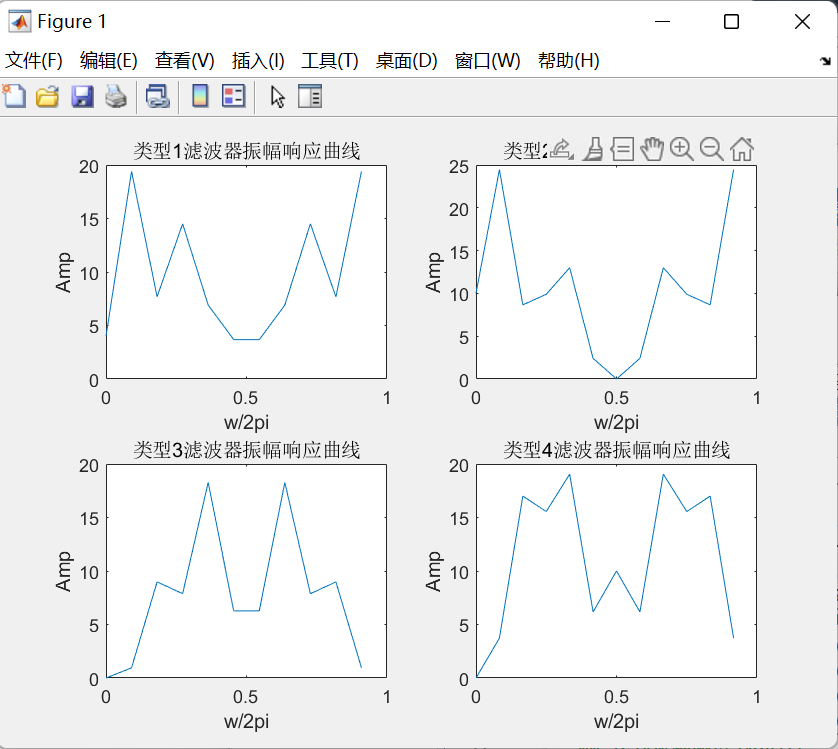 Figure 1
文件(F) 编辑(E) 查看(V) 插入(I) 工具(T) 桌面(D) 窗口(W) 帮助(H)
类型1滤波器振幅响应曲线
20
15
10
5
0
Amp
0 0.5 1
w/2pi
类型2
25
20
15
10
5
0
Amp
0 0.5 1
w/2pi
类型3滤波器振幅响应曲线
20
15
10
5
0
Amp
0 0.5 1
w/2pi
类型4滤波器振幅响应曲线
20
15
10
5
0
Amp
0 0.5 1
w/2pi